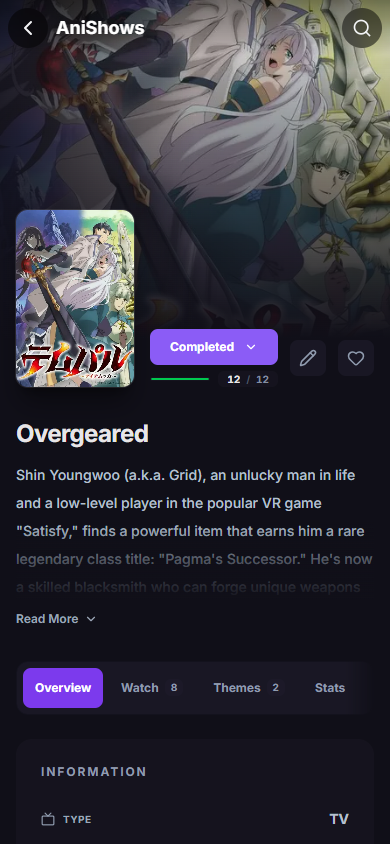 AniShows
テムパル
Completed
12 / 12
Overgeared
Shin Youngwoo (a.k.a. Grid), an unlucky man in life
and a low-level player in the popular VR game
"Satisfy," finds a powerful item that earns him a rare
legendary class title: "Pagma's Successor." He's now
a skilled blacksmith who can forge unique weapons
Read More
Overview
Watch 8
Themes 2
Stats
INFORMATION
TYPE
TV